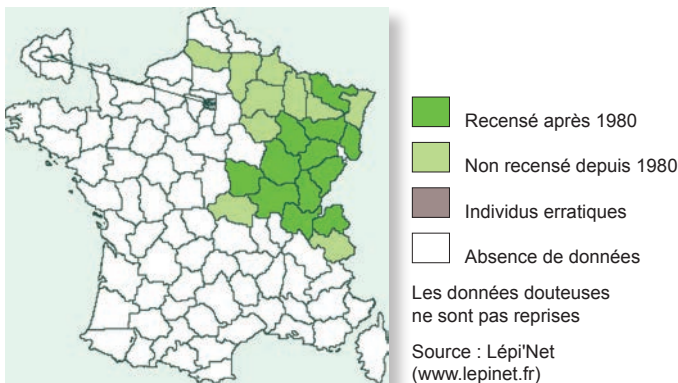 Recensé après 1980
Non recensé depuis 1980
Individus erratiques
Absence de données
Les données douteuses
ne sont pas reprises
Source : Lépi'Net
(www.lepinet.fr)